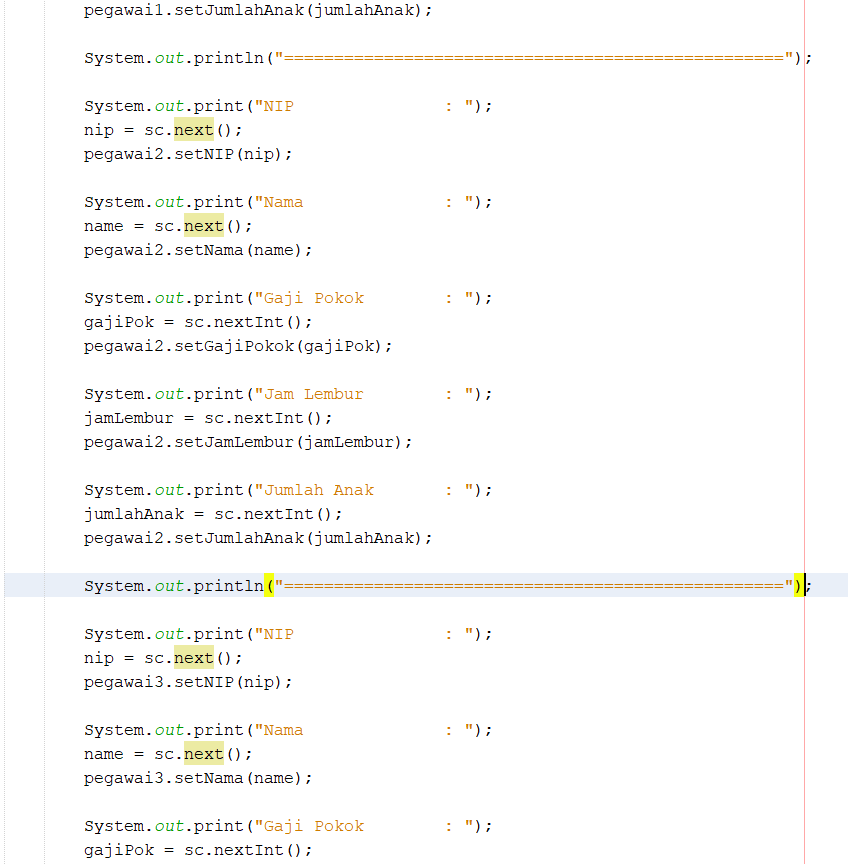 pegawai1.setJumlahAnak(jumlahAnak);
System.out.println("==================================================");
System.out.print("NIP               : ");
nip = sc.next();
pegawai2.setNIP(nip);
System.out.print("Nama              : ");
name = sc.next();
pegawai2.setNama(name);
System.out.print("Gaji Pokok        : ");
gajiPok = sc.nextInt();
pegawai2.setGajiPokok(gajiPok);
System.out.print("Jam Lembur        : ");
jamLembur = sc.nextInt();
pegawai2.setJamLembur(jamLembur);
System.out.print("Jumlah Anak       : ");
jumlahAnak = sc.nextInt();
pegawai2.setJumlahAnak(jumlahAnak);
System.out.println("==================================================");
System.out.print("NIP               : ");
nip = sc.next();
pegawai3.setNIP(nip);
System.out.print("Nama              : ");
name = sc.next();
pegawai3.setNama(name);
System.out.print("Gaji Pokok        : ");
gajiPok = sc.nextInt();